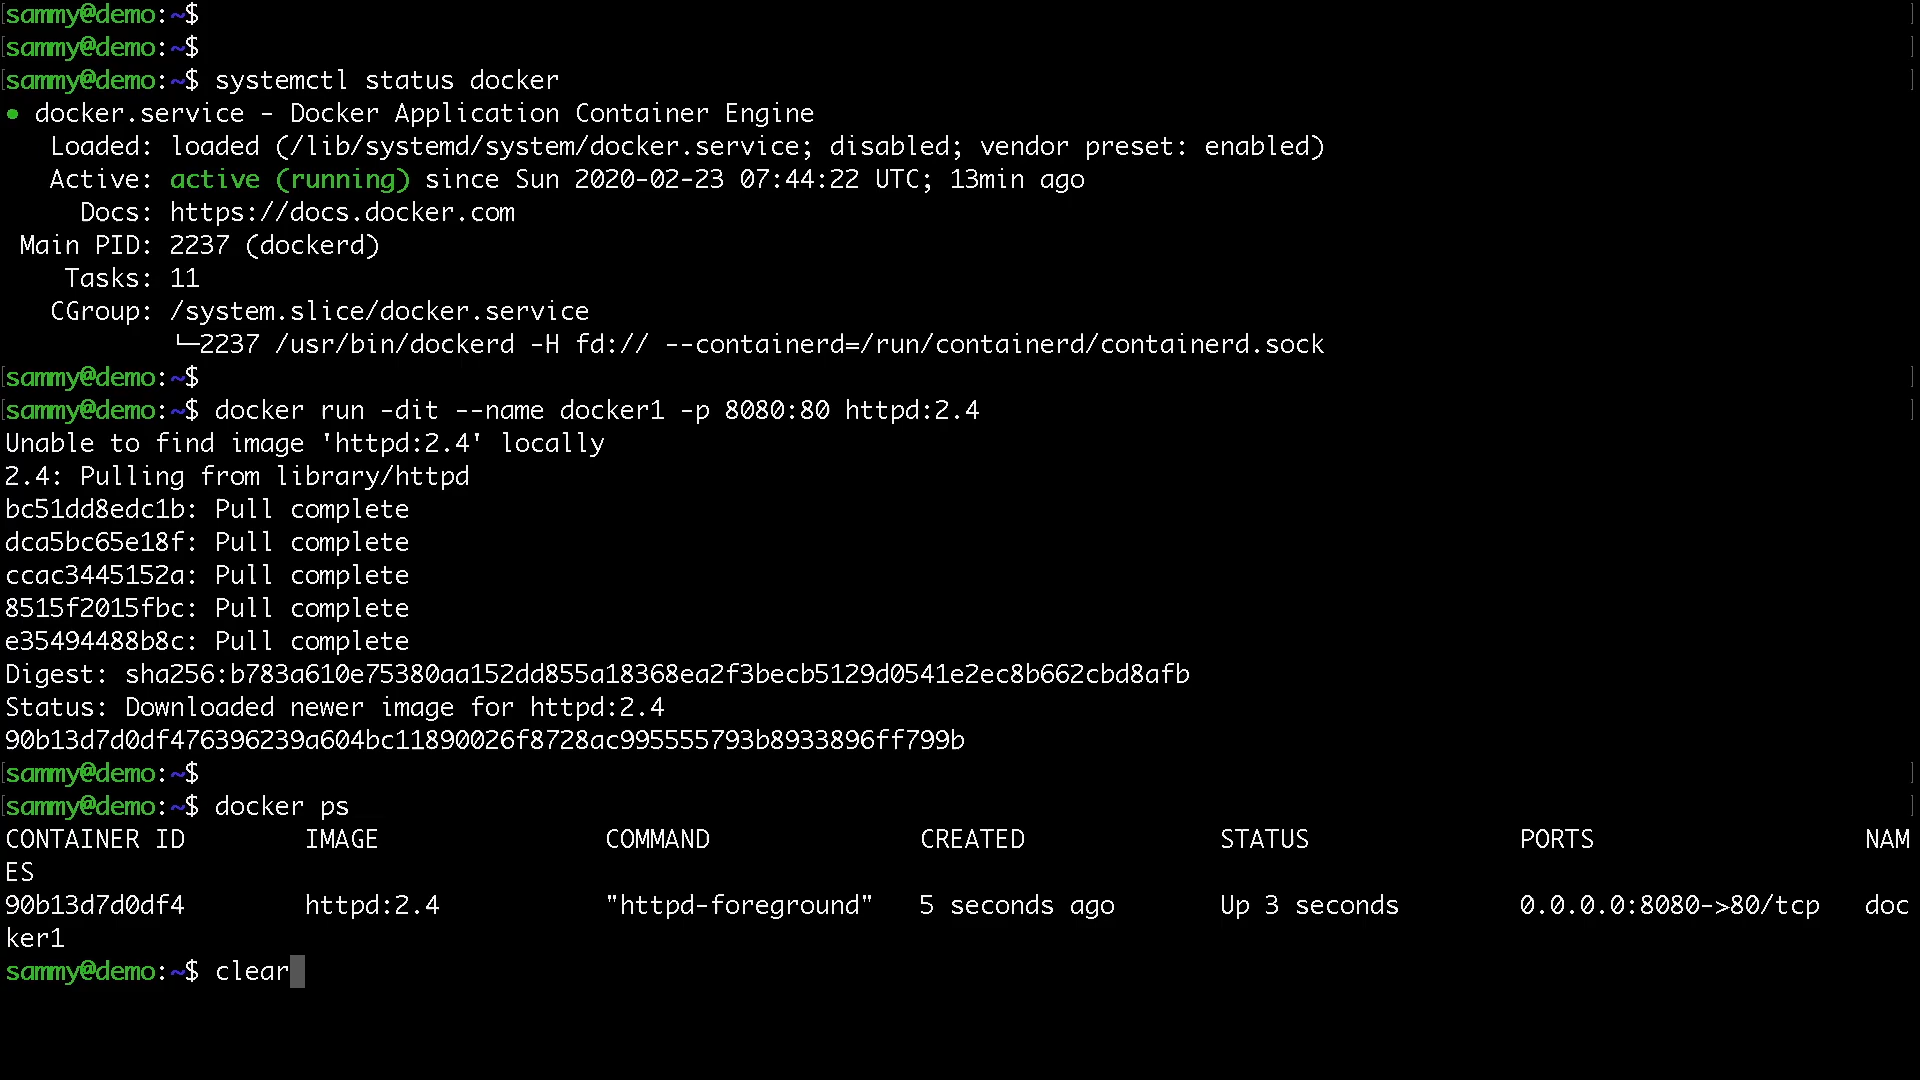 [sammy@demo:~$ ]
[sammy@demo:~$ ]
[sammy@demo:~$ systemctl status docker ]
● docker.service - Docker Application Container Engine
   Loaded: loaded (/lib/systemd/system/docker.service; disabled; vendor preset: enabled)
   Active: active (running) since Sun 2020-02-23 07:44:22 UTC; 13min ago
     Docs: https://docs.docker.com
 Main PID: 2237 (dockerd)
    Tasks: 11
   CGroup: /system.slice/docker.service
           └─2237 /usr/bin/dockerd -H fd:// --containerd=/run/containerd/containerd.sock
[sammy@demo:~$ ]
[sammy@demo:~$ docker run -dit --name docker1 -p 8080:80 httpd:2.4 ]
Unable to find image 'httpd:2.4' locally
2.4: Pulling from library/httpd
bc51dd8edc1b: Pull complete
dca5bc65e18f: Pull complete
ccac3445152a: Pull complete
8515f2015fbc: Pull complete
e35494488b8c: Pull complete
Digest: sha256:b783a610e75380aa152dd855a18368ea2f3becb5129d0541e2ec8b662cbd8afb
Status: Downloaded newer image for httpd:2.4
90b13d7d0df476396239a604bc11890026f8728ac995555793b8933896ff799b
[sammy@demo:~$ ]
[sammy@demo:~$ docker ps ]
CONTAINER ID        IMAGE               COMMAND              CREATED             STATUS              PORTS                  NAM
ES
90b13d7d0df4        httpd:2.4           "httpd-foreground"   5 seconds ago       Up 3 seconds        0.0.0.0:8080->80/tcp   doc
ker1
sammy@demo:~$ clear